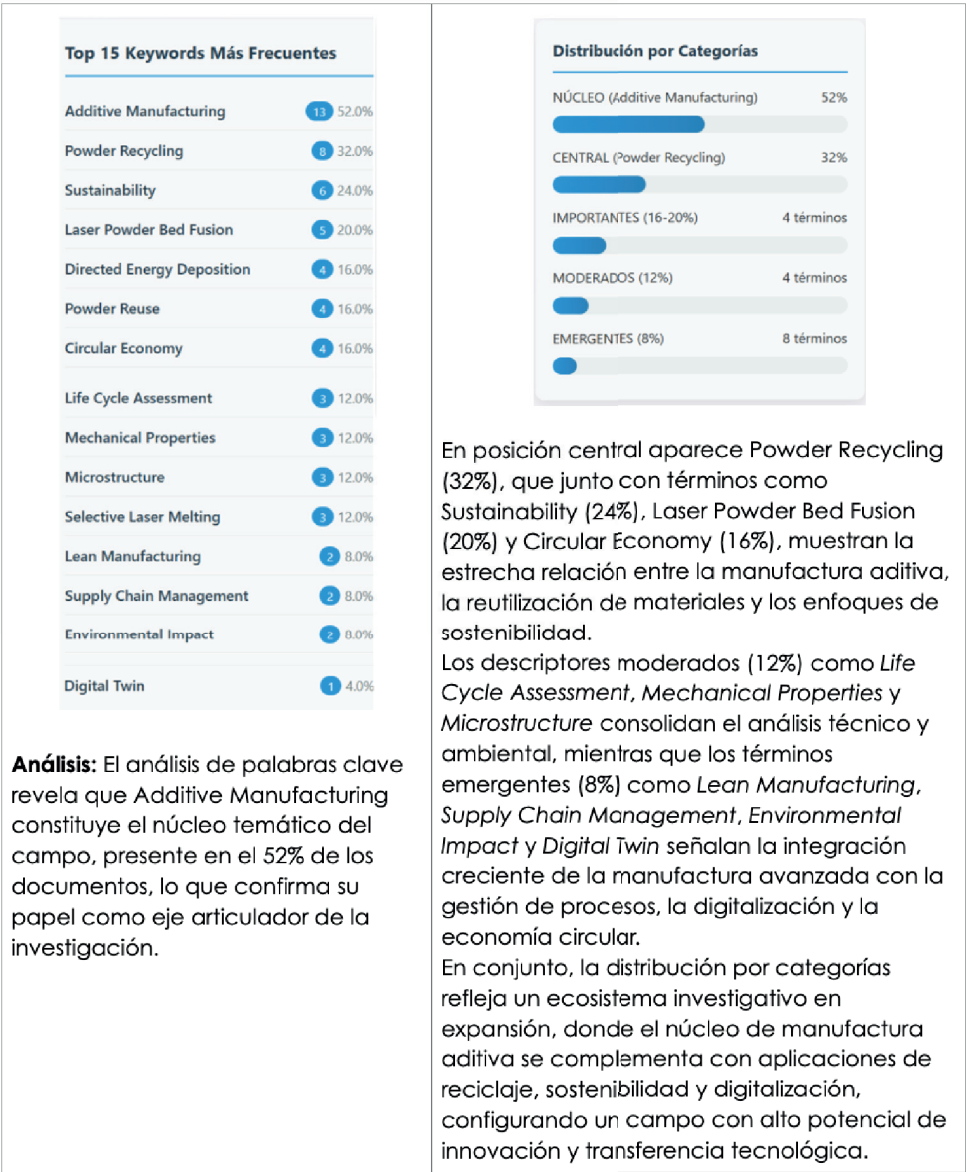 Top 15 Keywords Más Frecuentes
Additive Manufacturing 13 52.0%
Powder Recycling 8 32.0%
Sustainability 6 24.0%
Laser Powder Bed Fusion 5 20.0%
Directed Energy Deposition 4 16.0%
Powder Reuse 4 16.0%
Circular Economy 4 16.0%
Life Cycle Assessment 3 12.0%
Mechanical Properties 3 12.0%
Microstructure 3 12.0%
Selective Laser Melting 3 12.0%
Lean Manufacturing 2 8.0%
Supply Chain Management 2 8.0%
Environmental Impact 2 8.0%
Digital Twin 1 4.0%
Análisis: El análisis de palabras clave
revela que Additive Manufacturing
constituye el núcleo temático del
campo, presente en el 52% de los
documentos, lo que confirma su
papel como eje articulador de la
investigación.
Distribución por Categorías
NÚCLEO (Additive Manufacturing) 52%
CENTRAL (Powder Recycling) 32%
IMPORTANTES (16-20%) 4 términos
MODERADOS (12%) 4 términos
EMERGENTES (8%) 8 términos
En posición central aparece Powder Recycling
(32%), que junto con términos como
Sustainability (24%), Laser Powder Bed Fusion
(20%) y Circular Economy (16%), muestran la
estrecha relación entre la manufactura aditiva,
la reutilización de materiales y los enfoques de
sostenibilidad.
Los descriptores moderados (12%) como Life
Cycle Assessment, Mechanical Properties y
Microstructure consolidan el análisis técnico y
ambiental, mientras que los términos
emergentes (8%) como Lean Manufacturing,
Supply Chain Management, Environmental
Impact y Digital Twin señalan la integración
creciente de la manufactura avanzada con la
gestión de procesos, la digitalización y la
economía circular.
En conjunto, la distribución por categorías
refleja un ecosistema investigativo en
expansión, donde el núcleo de manufactura
aditiva se complementa con aplicaciones de
reciclaje, sostenibilidad y digitalización,
configurando un campo con alto potencial de
innovación y transferencia tecnológica.